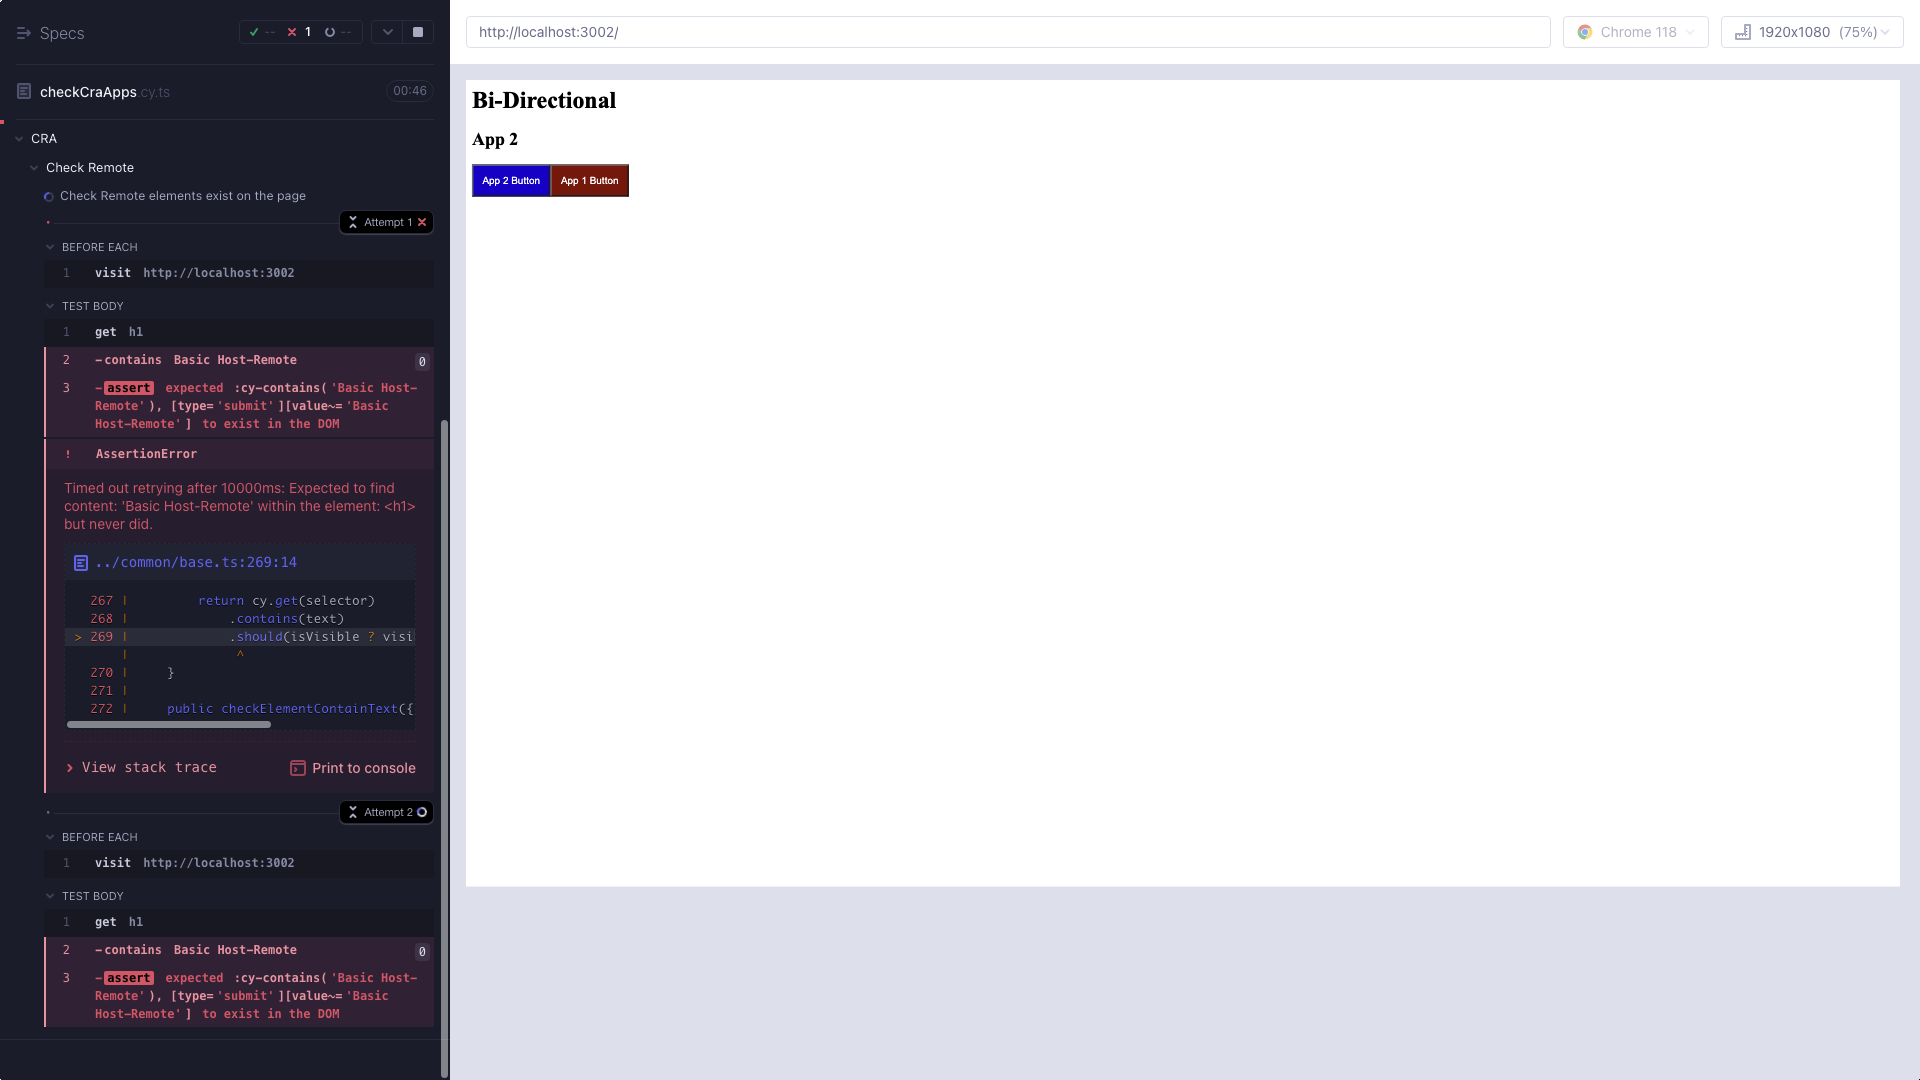 Specs
-- 1 --
checkCraApps cy.ts 00:46
CRA
Check Remote
Check Remote elements exist on the page
Attempt 1
BEFORE EACH
1 visit http://localhost:3002
TEST BODY
1 get h1
2 -contains Basic Host-Remote 0
3 -assert expected :cy-contains('Basic Host-
Remote'), [type='submit'][value~='Basic
Host-Remote'] to exist in the DOM
! AssertionError
Timed out retrying after 10000ms: Expected to find
content: 'Basic Host-Remote' within the element: <h1>
but never did.
../common/base.ts:269:14
267 | return cy.get(selector)
268 | .contains(text)
> 269 | .should(isVisible ? visi
| ^
270 | }
271 |
272 | public checkElementContainText({
View stack trace
Print to console
Attempt 2
BEFORE EACH
1 visit http://localhost:3002
TEST BODY
1 get h1
2 -contains Basic Host-Remote 0
3 -assert expected :cy-contains('Basic Host-
Remote'), [type='submit'][value~='Basic
Host-Remote'] to exist in the DOM
http://localhost:3002/
Chrome 118
1920x1080 (75%)
Bi-Directional
App 2
App 2 Button
App 1 Button